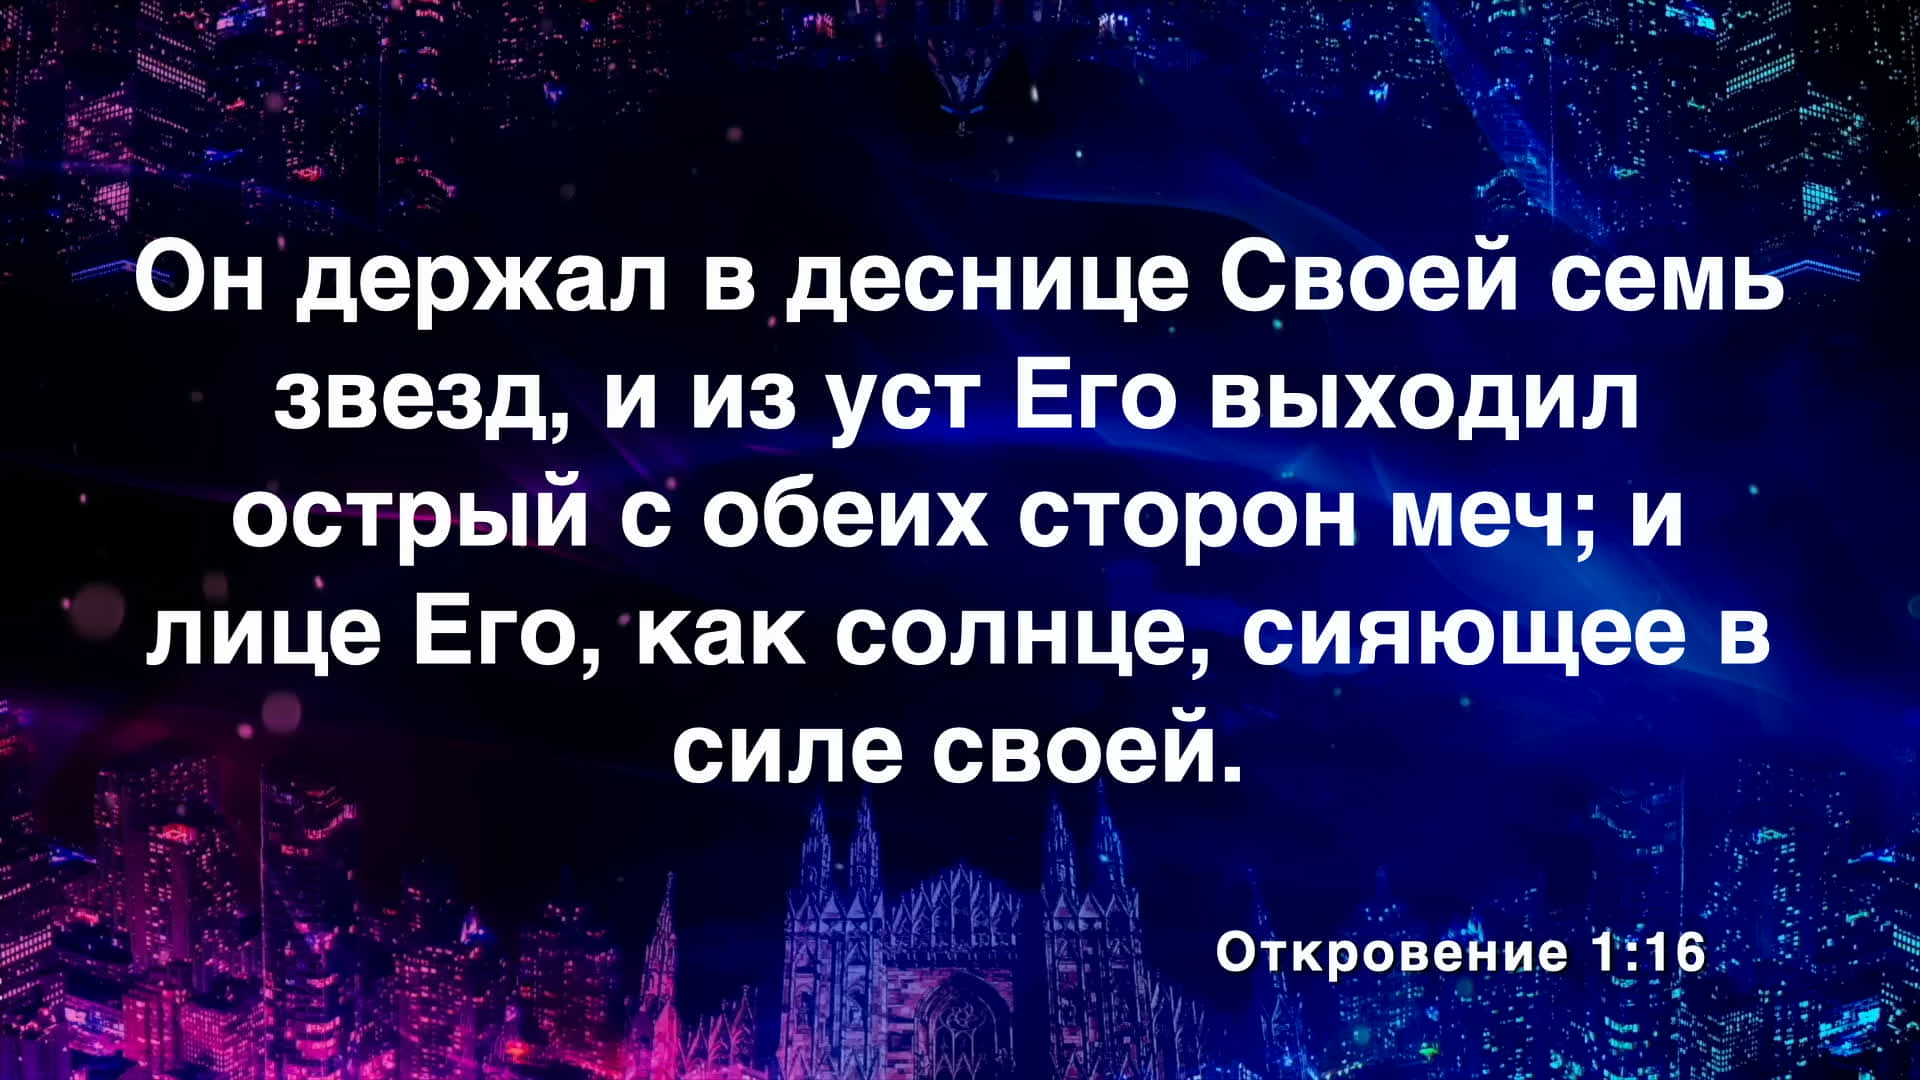 Он держал в деснице Своей семь
звезд, и из уст Его выходил
острый с обеих сторон меч; и
лице Его, как солнце, сияющее в
силе своей.
Откровение 1:16